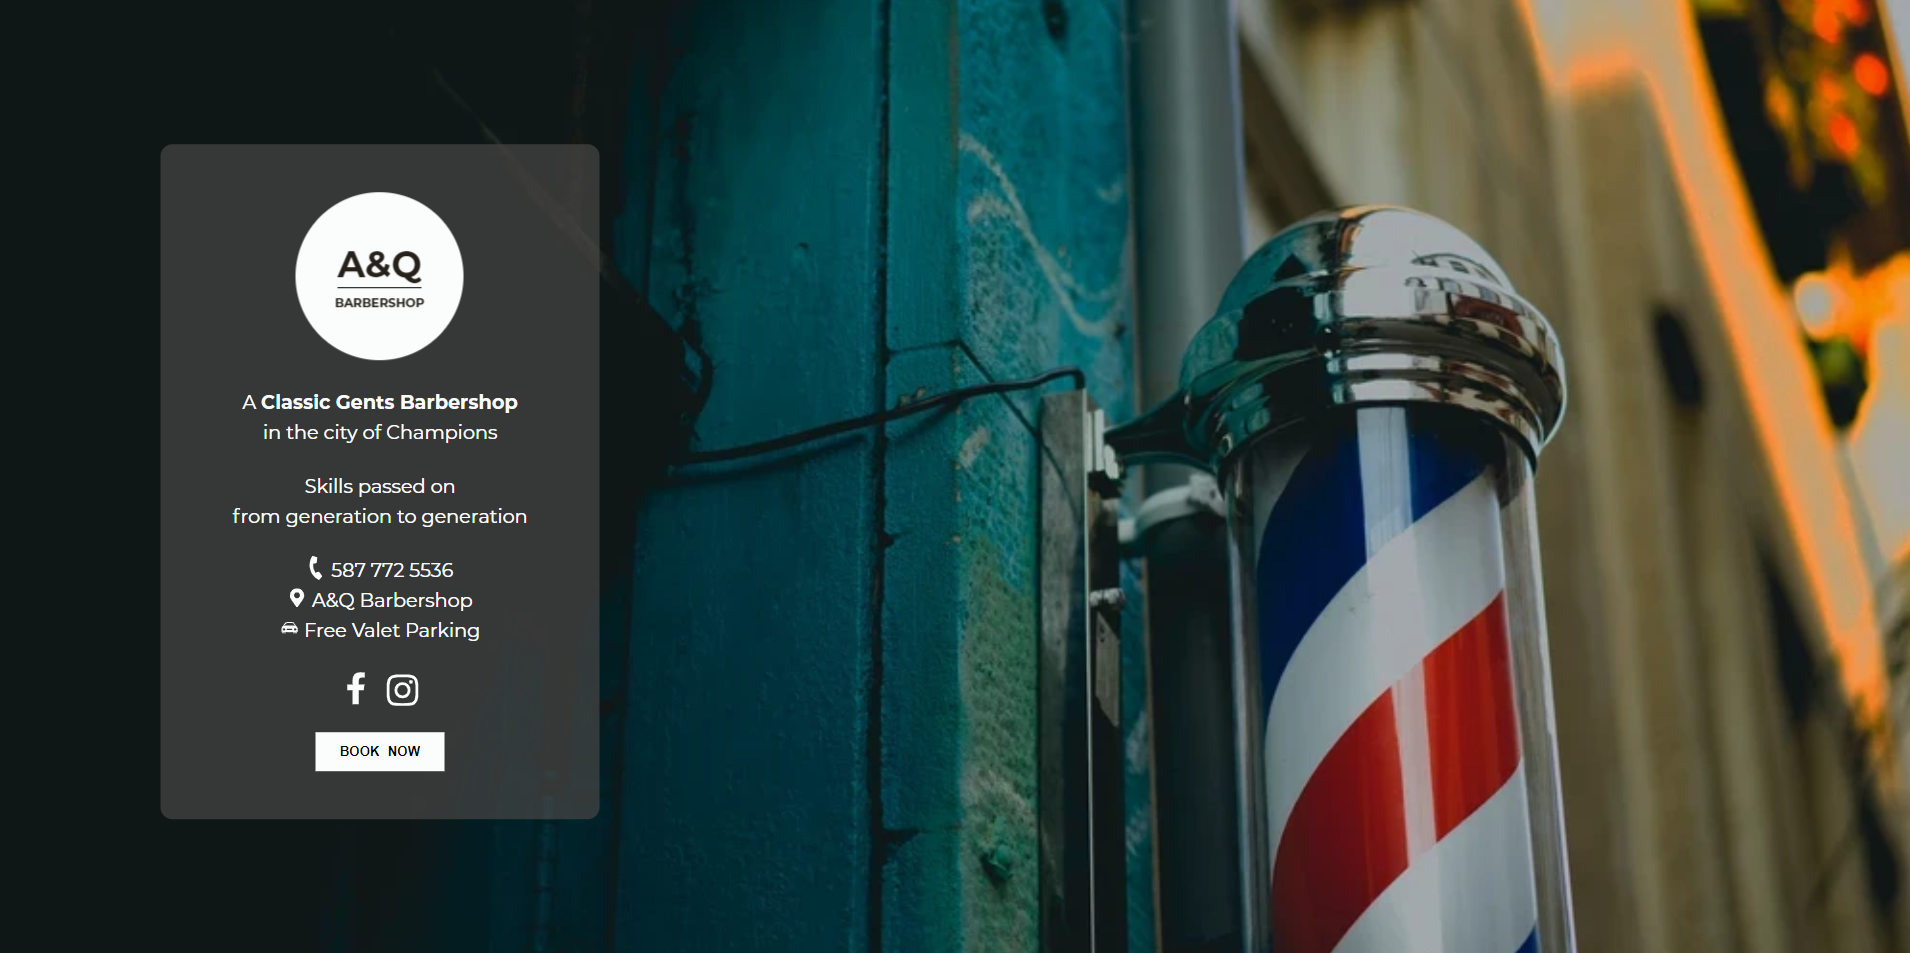 A&Q
BARBERSHOP
A Classic Gents Barbershop
in the city of Champions
Skills passed on
from generation to generation
587 772 5536
A&Q Barbershop
Free Valet Parking
BOOK NOW